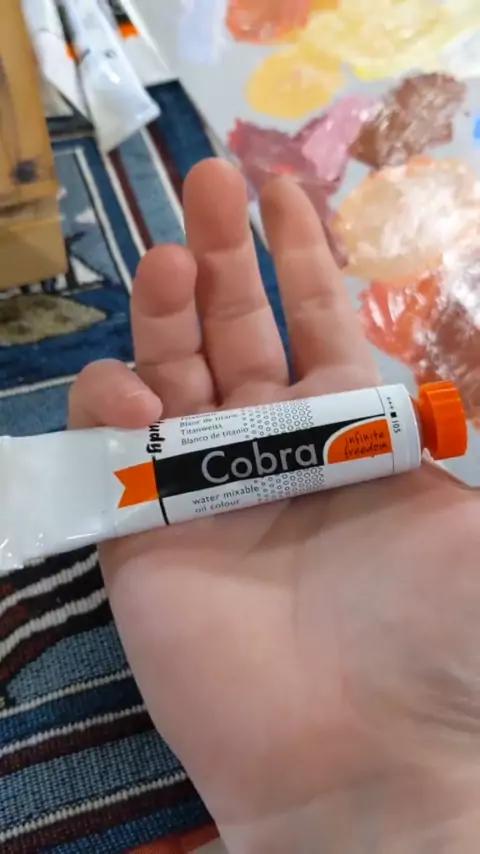 Blanc de titane
Titanweiss
Blanco de titanio
Cobra
infinite
freedom
105
water mixable
oil colour